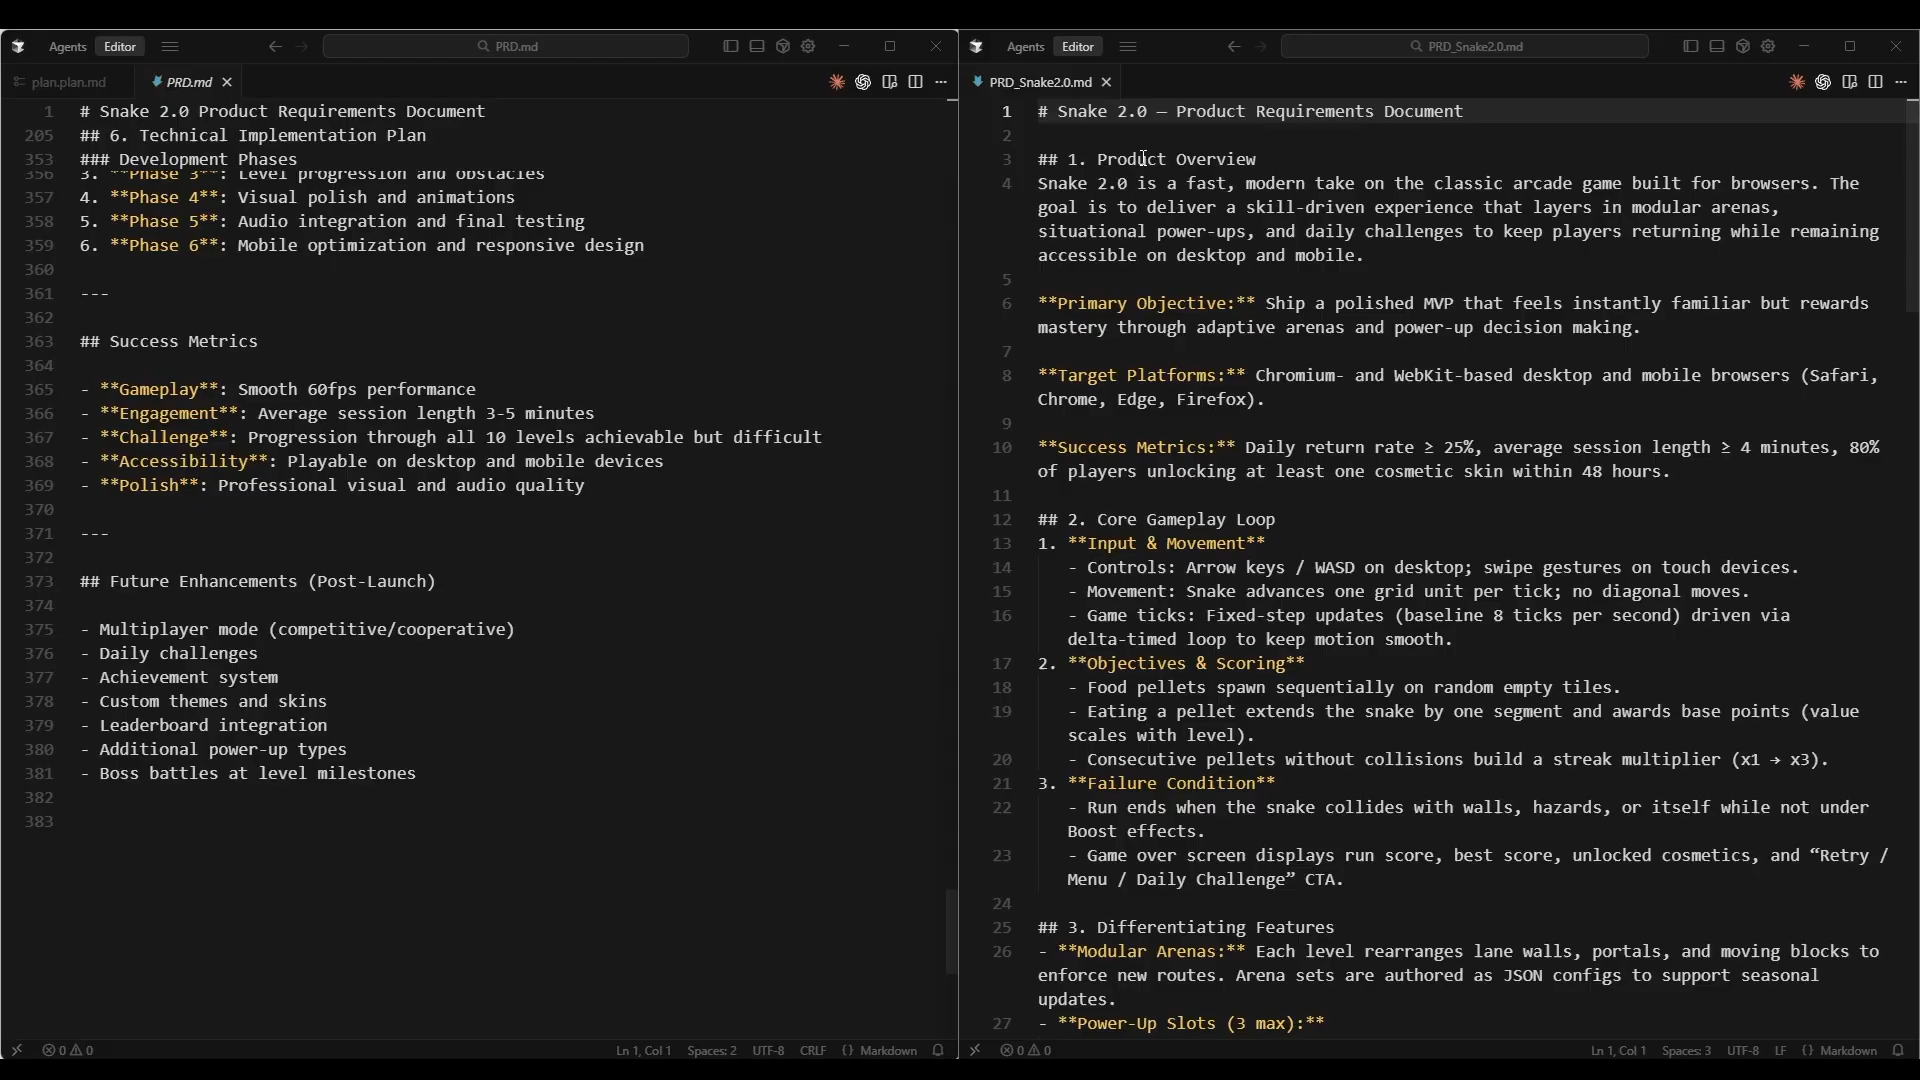 Agents Editor PRD.md
plan.plan.md PRD.md
1 # Snake 2.0 Product Requirements Document
205 ## 6. Technical Implementation Plan
353 ### Development Phases
356 3. **Phase 3**: Level progression and obstacles
357 4. **Phase 4**: Visual polish and animations
358 5. **Phase 5**: Audio integration and final testing
359 6. **Phase 6**: Mobile optimization and responsive design
360
361 ---
362
363 ## Success Metrics
364
365 - **Gameplay**: Smooth 60fps performance
366 - **Engagement**: Average session length 3-5 minutes
367 - **Challenge**: Progression through all 10 levels achievable but difficult
368 - **Accessibility**: Playable on desktop and mobile devices
369 - **Polish**: Professional visual and audio quality
370
371 ---
372
373 ## Future Enhancements (Post-Launch)
374
375 - Multiplayer mode (competitive/cooperative)
376 - Daily challenges
377 - Achievement system
378 - Custom themes and skins
379 - Leaderboard integration
380 - Additional power-up types
381 - Boss battles at level milestones
382
383
0 0 Ln 1, Col 1 Spaces: 2 UTF-8 CRLF {} Markdown
Agents Editor PRD_Snake2.0.md
PRD_Snake2.0.md
1 # Snake 2.0 — Product Requirements Document
2
3 ## 1. Product Overview
4 Snake 2.0 is a fast, modern take on the classic arcade game built for browsers. The
goal is to deliver a skill-driven experience that layers in modular arenas,
situational power-ups, and daily challenges to keep players returning while remaining
accessible on desktop and mobile.
5
6 **Primary Objective:** Ship a polished MVP that feels instantly familiar but rewards
mastery through adaptive arenas and power-up decision making.
7
8 **Target Platforms:** Chromium- and WebKit-based desktop and mobile browsers (Safari,
Chrome, Edge, Firefox).
9
10 **Success Metrics:** Daily return rate ≥ 25%, average session length ≥ 4 minutes, 80%
of players unlocking at least one cosmetic skin within 48 hours.
11
12 ## 2. Core Gameplay Loop
13 1. **Input & Movement**
14 - Controls: Arrow keys / WASD on desktop; swipe gestures on touch devices.
15 - Movement: Snake advances one grid unit per tick; no diagonal moves.
16 - Game ticks: Fixed-step updates (baseline 8 ticks per second) driven via
delta-timed loop to keep motion smooth.
17 2. **Objectives & Scoring**
18 - Food pellets spawn sequentially on random empty tiles.
19 - Eating a pellet extends the snake by one segment and awards base points (value
scales with level).
20 - Consecutive pellets without collisions build a streak multiplier (x1 → x3).
21 3. **Failure Condition**
22 - Run ends when the snake collides with walls, hazards, or itself while not under
Boost effects.
23 - Game over screen displays run score, best score, unlocked cosmetics, and “Retry /
Menu / Daily Challenge” CTA.
24
25 ## 3. Differentiating Features
26 - **Modular Arenas:** Each level rearranges lane walls, portals, and moving blocks to
enforce new routes. Arena sets are authored as JSON configs to support seasonal
updates.
27 - **Power-Up Slots (3 max):**
0 0 Ln 1, Col 1 Spaces: 3 UTF-8 LF {} Markdown